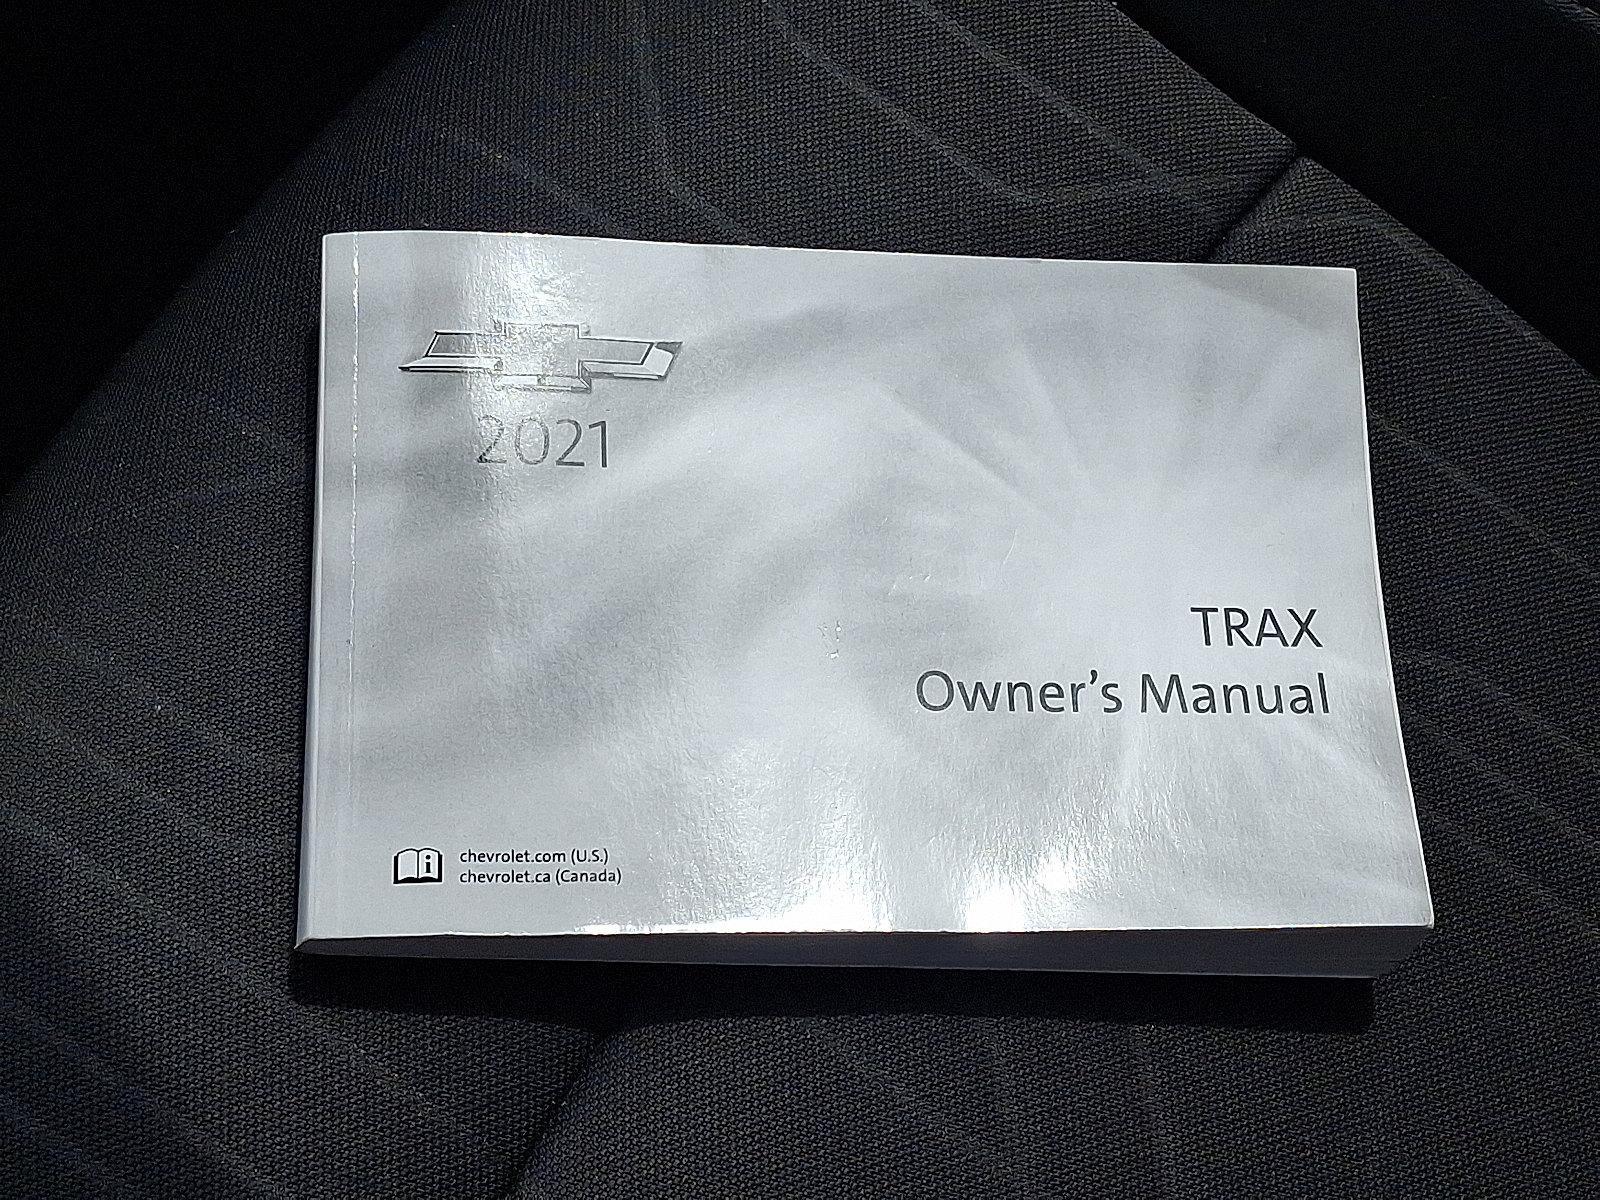 2021
TRAX
Owner's Manual
chevrolet.com (U.S.)
chevrolet.ca (Canada)